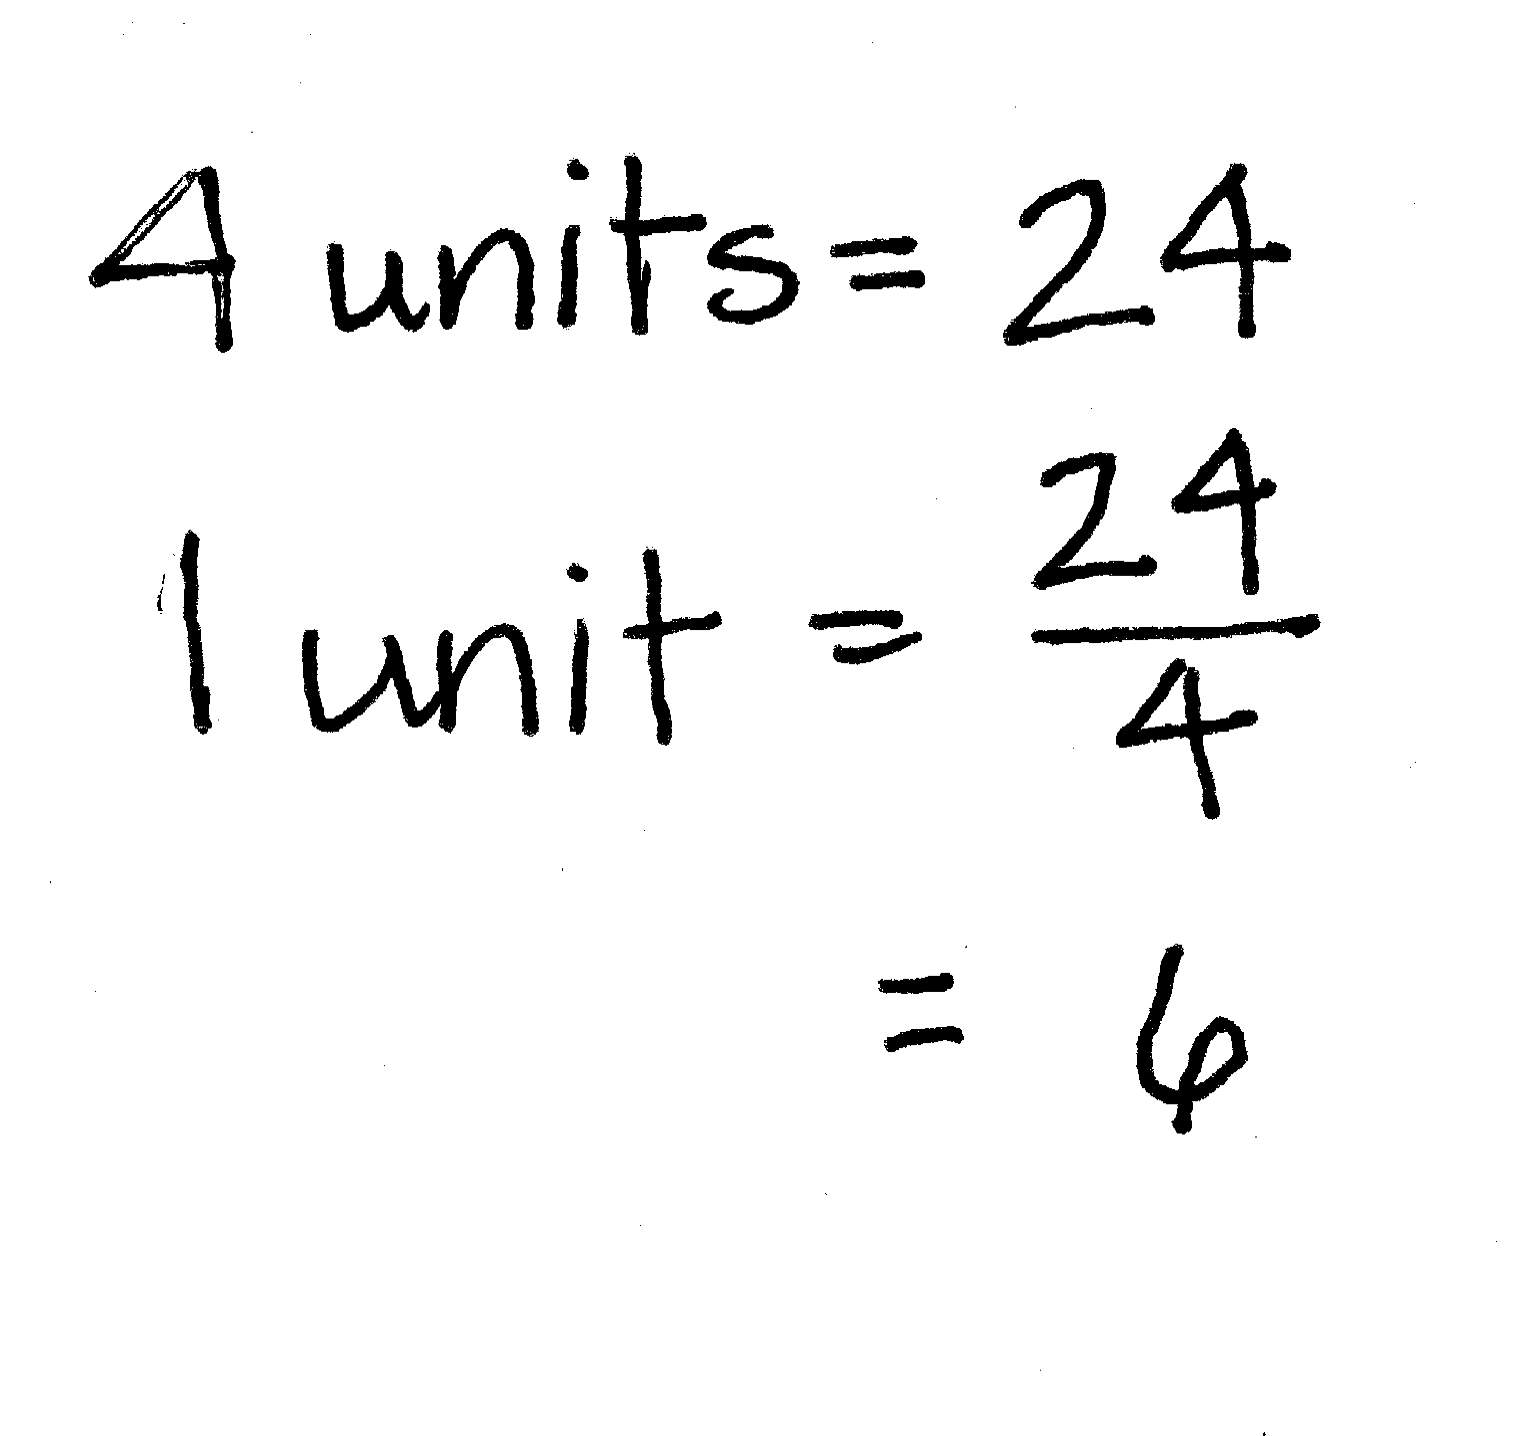 4 units = 24
1 unit = 24/4
= 6